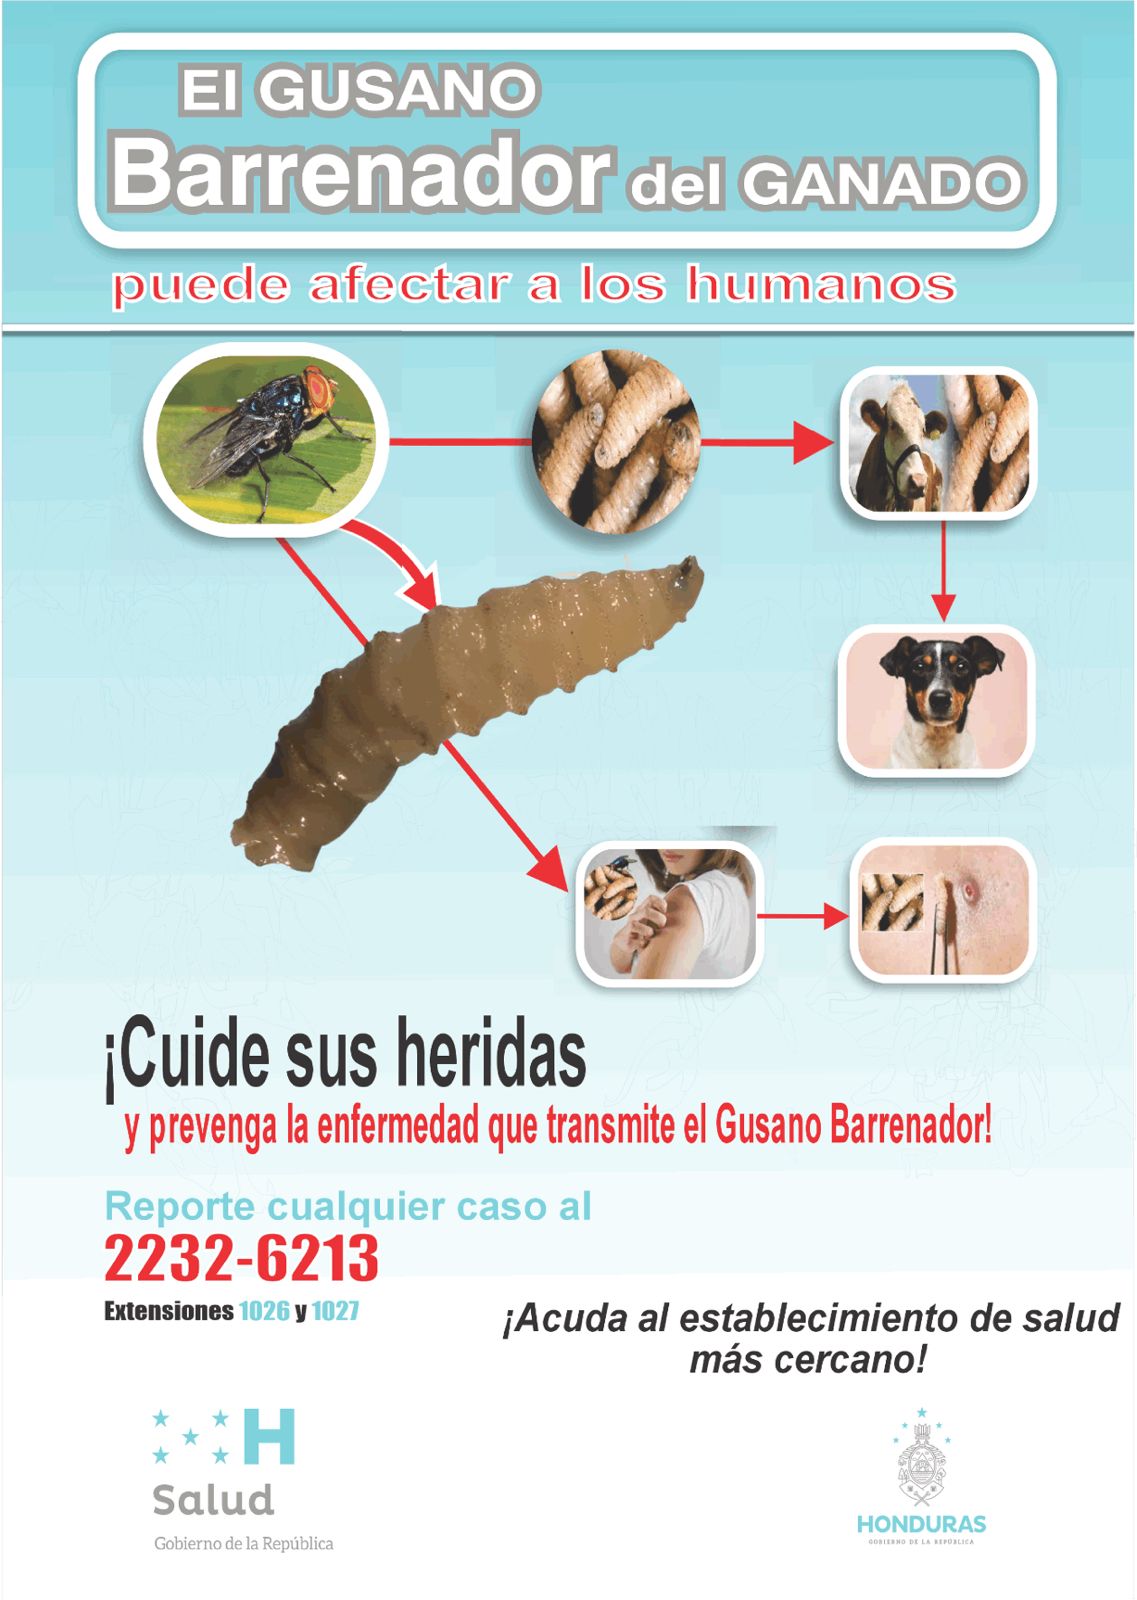 El GUSANO
Barrenador del GANADO
puede afectar a los humanos
¡Cuide sus heridas
y prevenga la enfermedad que transmite el Gusano Barrenador!
Reporte cualquier caso al
2232-6213
Extensiones 1026 y 1027
¡Acuda al establecimiento de salud
más cercano!
H
Salud
Gobierno de la República
HONDURAS
GOBIERNO DE LA REPÚBLICA